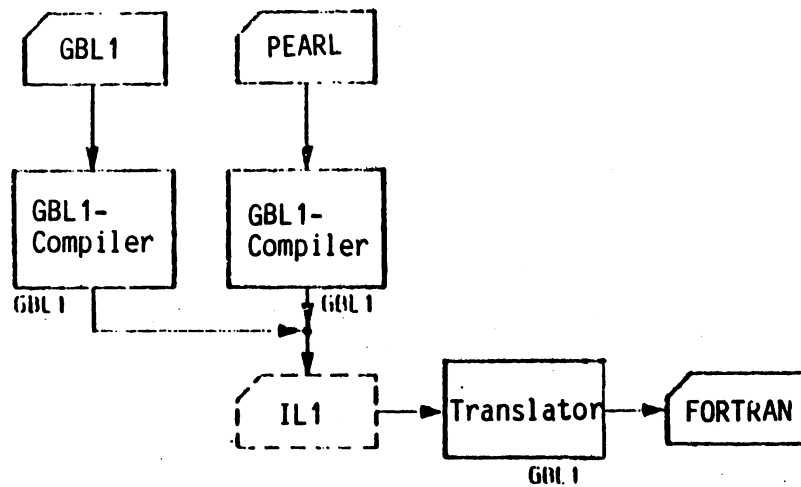 GBL1
PEARL
GBL1-
Compiler
GBL1-
Compiler
GBL1
GBL1
IL1
Translator
FORTRAN
GBL1